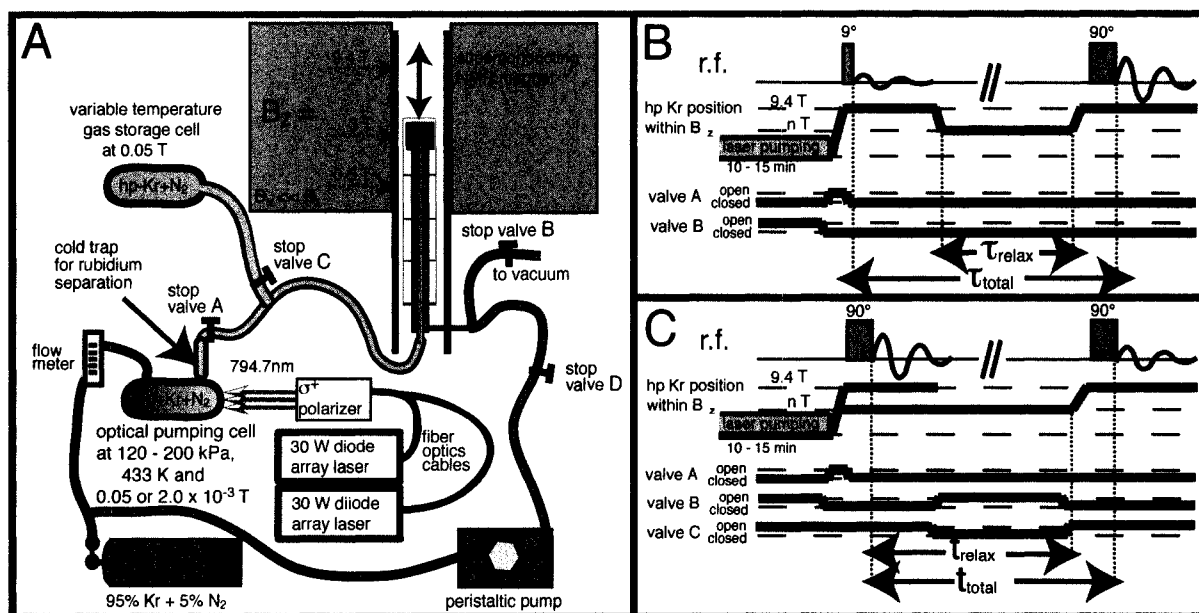 A
variable temperature
gas storage cell
at 0.05 T
hp-Kr+N2
cold trap
for rubidium
separation
stop
valve A
stop
valve C
stop valve B
to vacuum
stop
valve D
flow
meter
794.7nm
σ+
polarizer
Kr+N2
optical pumping cell
at 120 - 200 kPa,
433 K and
0.05 or 2.0 x 10-3 T
30 W diode
array laser
30 W diiode
array laser
fiber
optics
cables
95% Kr + 5% N2
peristaltic pump
B
9°
90°
r.f.
hp Kr position
within B z
9.4 T
n T
laser pumping
10 - 15 min
valve A open
closed
valve B open
closed
τrelax
τtotal
C
90°
90°
r.f.
hp Kr position
within B z
9.4 T
n T
laser pumping
10 - 15 min
valve A open
closed
valve B open
closed
valve C open
closed
trelax
ttotal